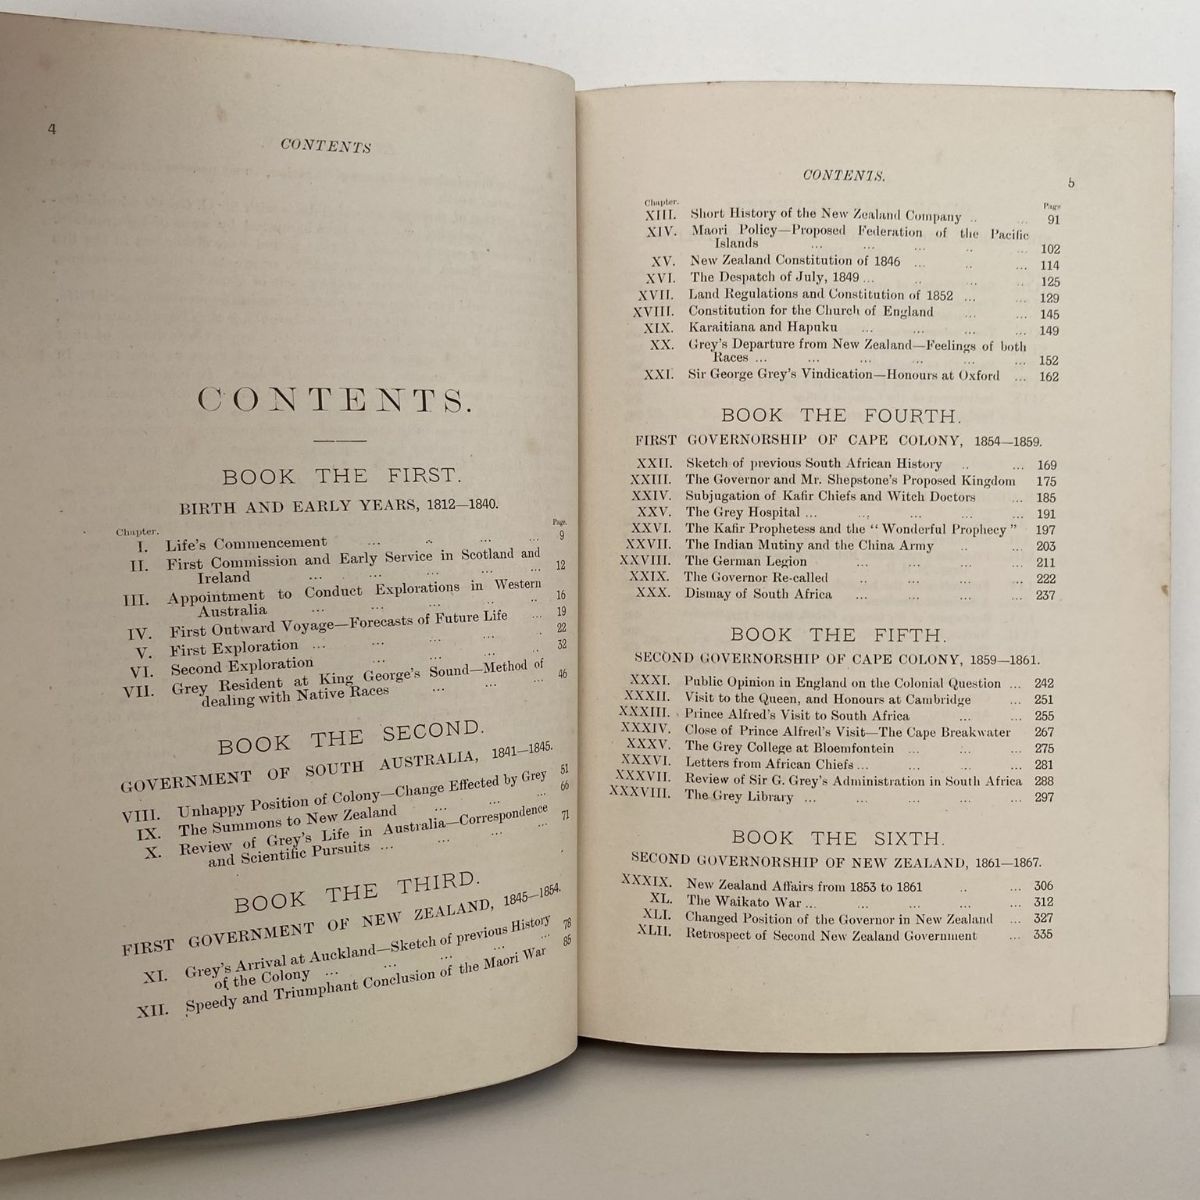 4
CONTENTS
CONTENTS.
BOOK THE FIRST.
BIRTH AND EARLY YEARS, 1812—1840.
Chapter. Page.
I. Life's Commencement ... ... ... ... 9
II. First Commission and Early Service in Scotland and
Ireland ... ... ... ... ... 12
III. Appointment to Conduct Explorations in Western
Australia ... ... ... ... .. 16
IV. First Outward Voyage—Forecasts of Future Life ... 19
V. First Exploration ... ... ... ... . 22
VI. Second Exploration ... ... ... .. 32
VII. Grey Resident at King George's Sound—Method of
dealing with Native Races ... ... ... 46
BOOK THE SECOND.
GOVERNMENT OF SOUTH AUSTRALIA, 1841—1845.
VIII. Unhappy Position of Colony—Change Effected by Grey 51
IX. The Summons to New Zealand ... ... ... 66
X. Review of Grey's Life in Australia—Correspondence
and Scientific Pursuits ... ... ... ... 71
BOOK THE THIRD.
FIRST GOVERNMENT OF NEW ZEALAND, 1845—1854.
XI. Grey's Arrival at Auckland—Sketch of previous History
of the Colony ... ... ... ... ... 78
XII. Speedy and Triumphant Conclusion of the Maori War 85
CONTENTS.
5
Chapter. Page
XIII. Short History of the New Zealand Company .. ... 91
XIV. Maori Policy—Proposed Federation of the Pacific
Islands ... ... ... .. ... 102
XV. New Zealand Constitution of 1846 ... .. ... 114
XVI. The Despatch of July, 1849 ... .. ... .. 125
XVII. Land Regulations and Constitution of 1852 ... ... 129
XVIII. Constitution for the Church of England ... ... 145
XIX. Karaitiana and Hapuku ... ... ... ... 149
XX. Grey's Departure from New Zealand—Feelings of both
Races ... ... ... ... ... ... 152
XXI. Sir George Grey's Vindication—Honours at Oxford ... 162
BOOK THE FOURTH.
FIRST GOVERNORSHIP OF CAPE COLONY, 1854—1859.
XXII. Sketch of previous South African History .. ... 169
XXIII. The Governor and Mr. Shepstone's Proposed Kingdom 175
XXIV. Subjugation of Kafir Chiefs and Witch Doctors ... 185
XXV. The Grey Hospital ... .. ... ... ... 191
XXVI. The Kafir Prophetess and the "Wonderful Prophecy" 197
XXVII. The Indian Mutiny and the China Army .. ... 203
XXVIII. The German Legion ... ... ... ... 211
XXIX. The Governor Re-called .. ... ... ... 222
XXX. Dismay of South Africa ... ... ... ... 237
BOOK THE FIFTH.
SECOND GOVERNORSHIP OF CAPE COLONY, 1859—1861.
XXXI. Public Opinion in England on the Colonial Question ... 242
XXXII. Visit to the Queen, and Honours at Cambridge ... 251
XXXIII. Prince Alfred's Visit to South Africa ... ... 255
XXXIV. Close of Prince Alfred's Visit—The Cape Breakwater 267
XXXV. The Grey College at Bloemfontein ... ... ... 275
XXXVI. Letters from African Chiefs ... ... ... ... 281
XXXVII. Review of Sir G. Grey's Administration in South Africa 288
XXXVIII. The Grey Library ... ... ... ... ... 297
BOOK THE SIXTH.
SECOND GOVERNORSHIP OF NEW ZEALAND, 1861—1867.
XXXIX. New Zealand Affairs from 1853 to 1861 .. ... 306
XL. The Waikato War ... ... ... ... ... 312
XLI. Changed Position of the Governor in New Zealand ... 327
XLII. Retrospect of Second New Zealand Government ... 335